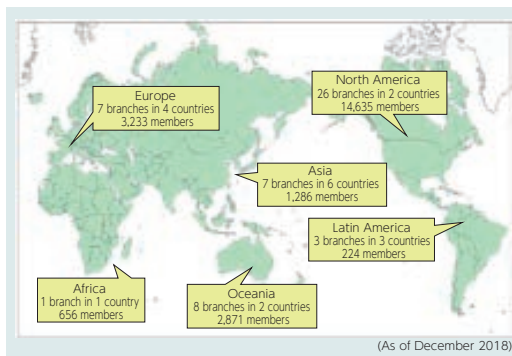 Europe
7 branches in 4 countries
3,233 members
North America
26 branches in 2 countries
14,635 members
Asia
7 branches in 6 countries
1,286 members
Latin America
3 branches in 3 countries
224 members
Africa
1 branch in 1 country
656 members
Oceania
8 branches in 2 countries
2,871 members
(As of December 2018)